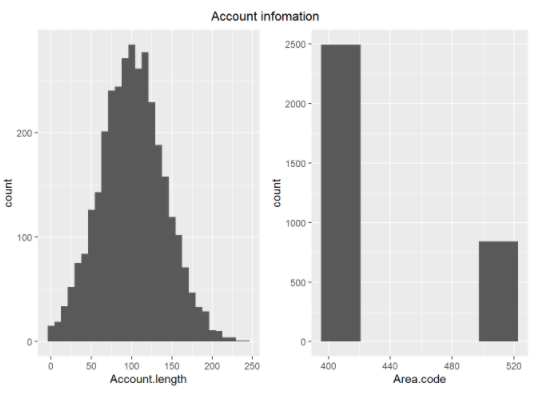 Account infomation
count
200
100
0
0 50 100 150 200 250
Account.length
count
2500
2000
1500
1000
500
0
400 440 480 520
Area.code